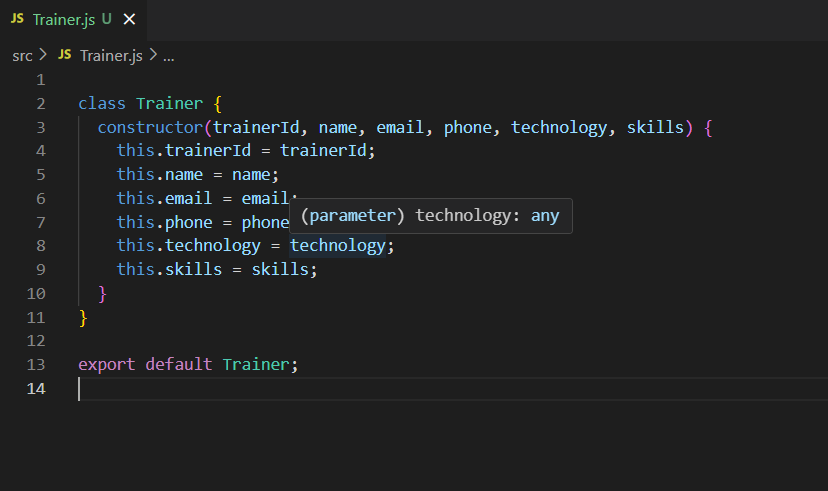 JS Trainer.js U ×
src > JS Trainer.js > ...
1
2 class Trainer {
3 constructor(trainerId, name, email, phone, technology, skills) {
4 this.trainerId = trainerId;
5 this.name = name;
6 this.email = email;
7 this.phone = phone
(parameter) technology: any
8 this.technology = technology;
9 this.skills = skills;
10 }
11 }
12
13 export default Trainer;
14